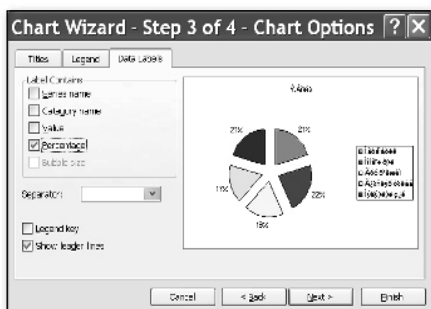 Chart Wizard - Step 3 of 4 - Chart Options
Titles Legend Data Labels
Label Contains
Series name
Category name
Value
Percentage
Bubble size
Separator:
Legend key
Show leader lines
21%
21%
22%
19%
Cancel < Back Next > Finish